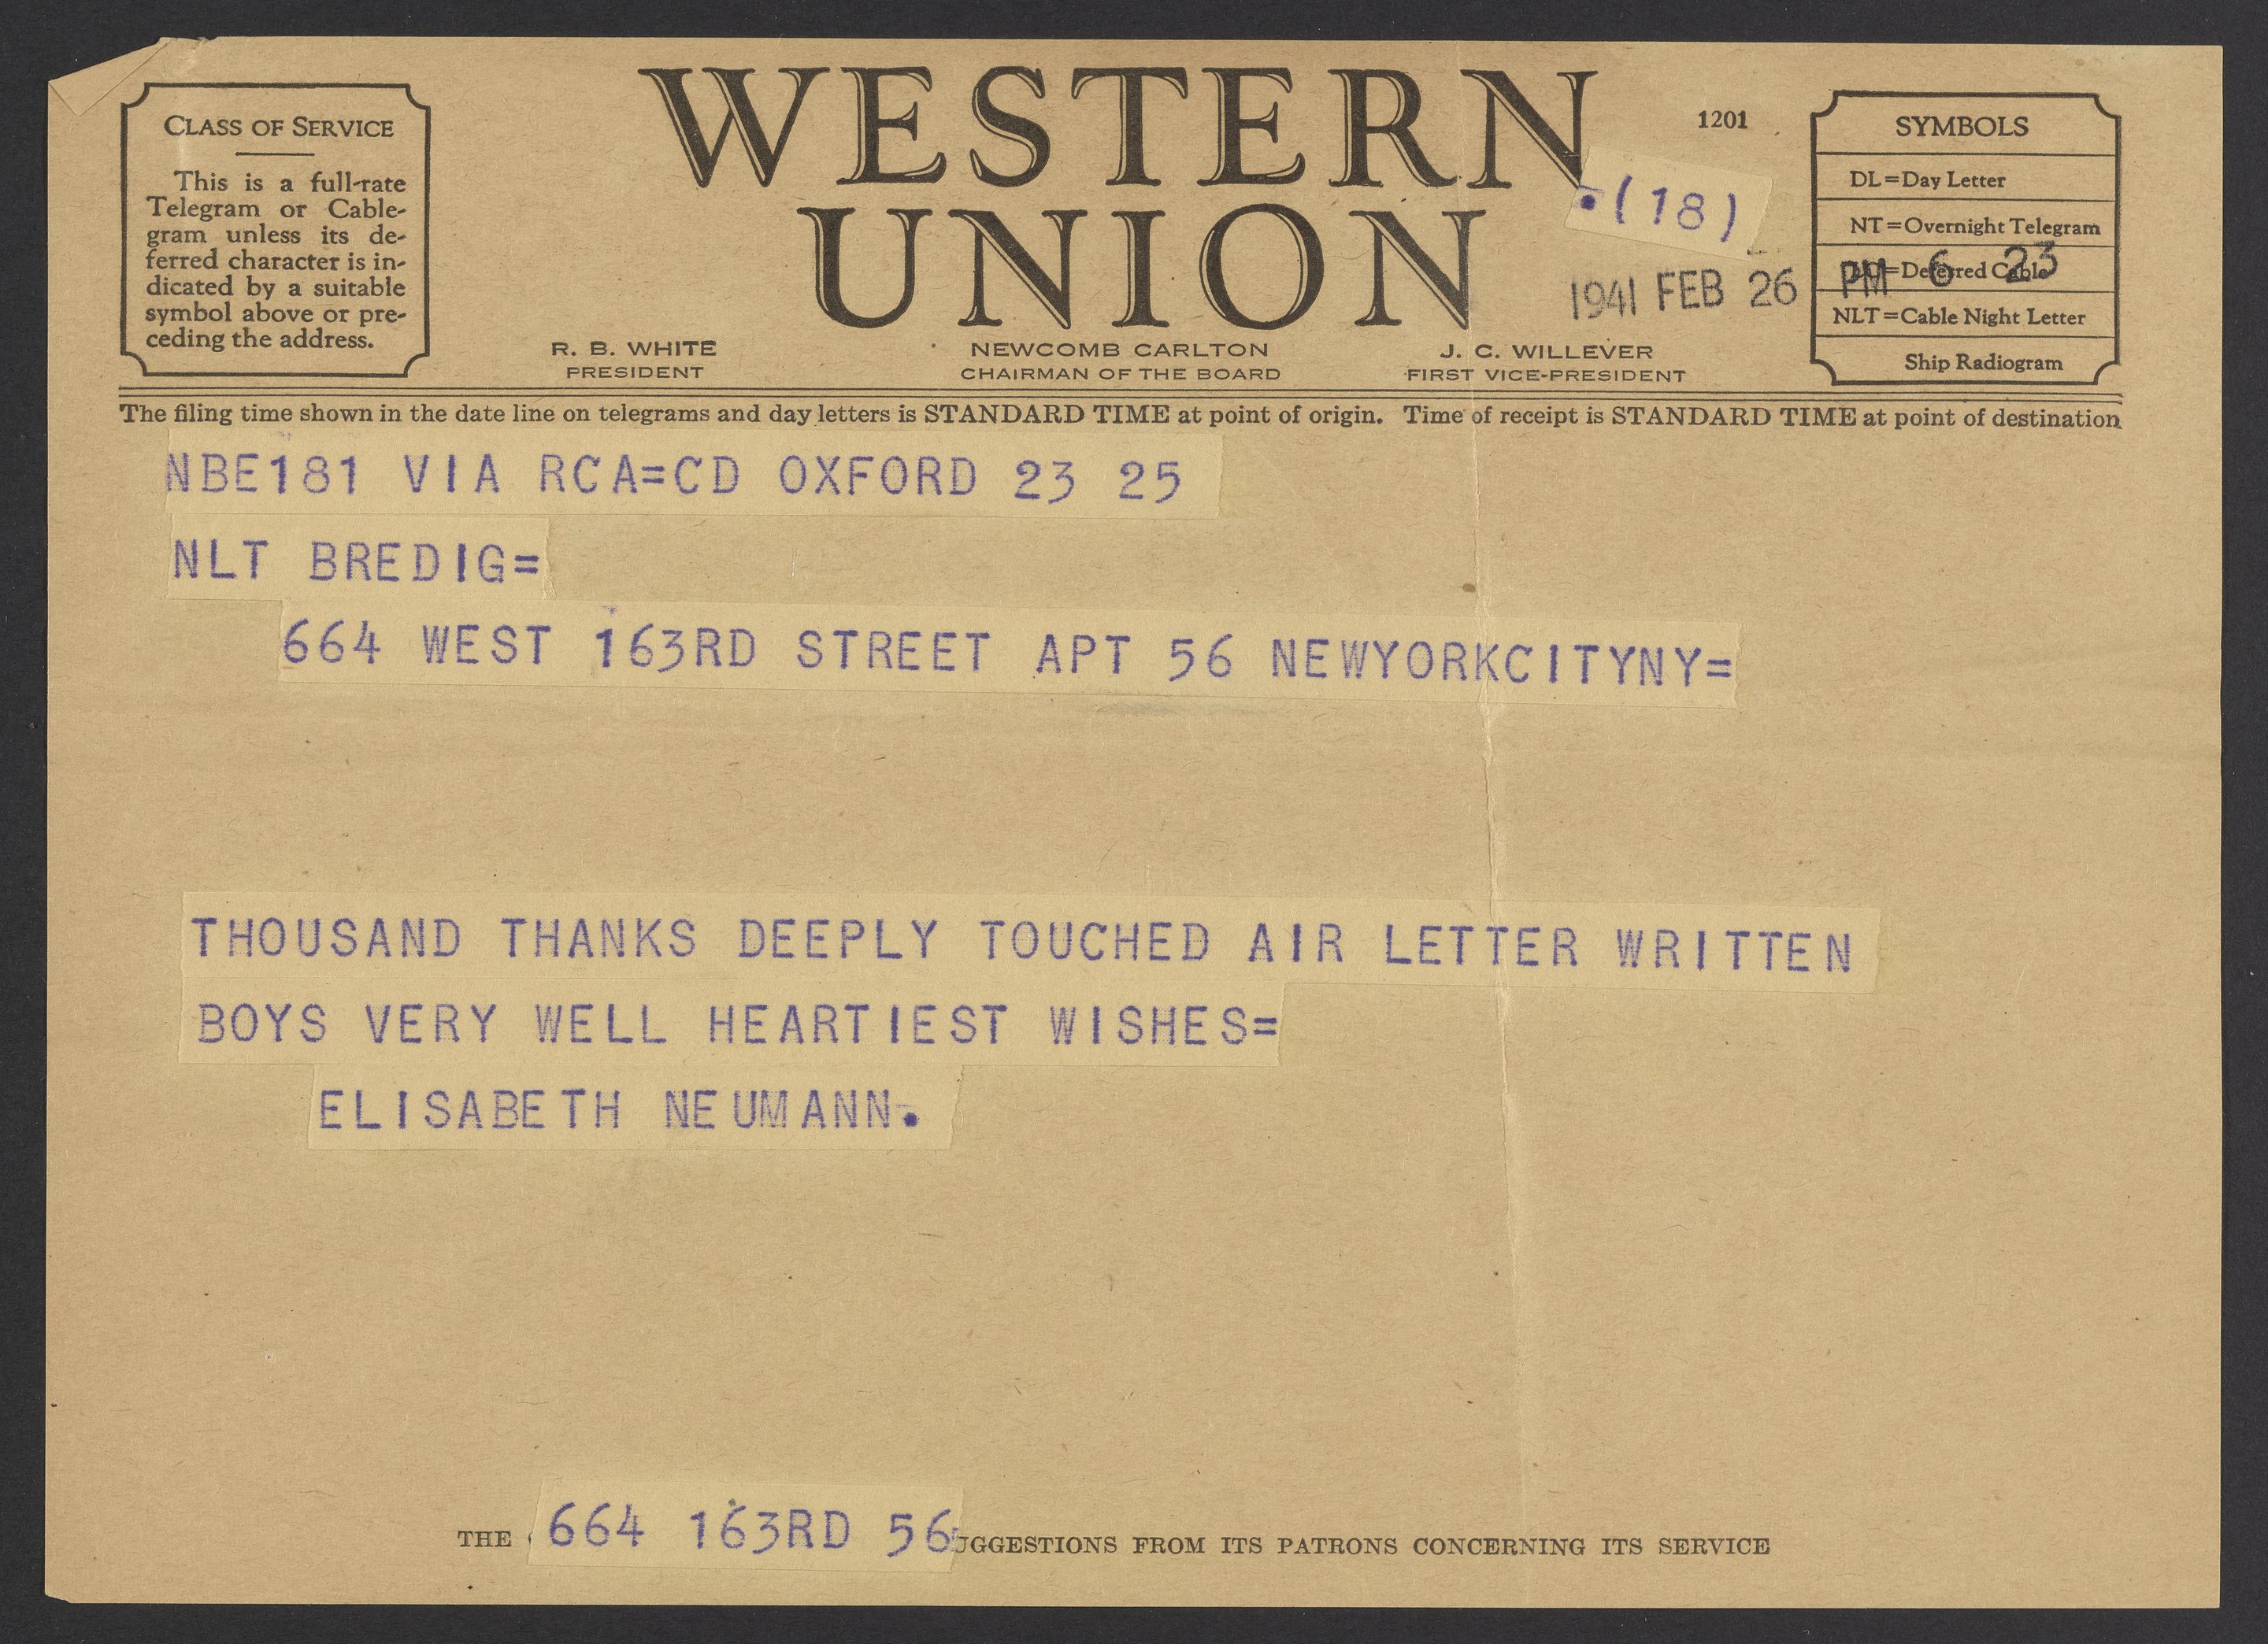 CLASS OF SERVICE
This is a full-rate
Telegram or Cable-
gram unless its de-
ferred character is in-
dicated by a suitable
symbol above or pre-
ceding the address.
WESTERN
UNION
1201
(18)
1941 FEB 26 PM 6 23
R. B. WHITE
PRESIDENT
NEWCOMB CARLTON
CHAIRMAN OF THE BOARD
J. C. WILLEVER
FIRST VICE-PRESIDENT
SYMBOLS
DL=Day Letter
NT=Overnight Telegram
=Deferred Cable
NLT=Cable Night Letter
Ship Radiogram
The filing time shown in the date line on telegrams and day letters is STANDARD TIME at point of origin. Time of receipt is STANDARD TIME at point of destination
NBE181 VIA RCA=CD OXFORD 23 25
NLT BREDIG=
664 WEST 163RD STREET APT 56 NEWYORKCITYNY=
THOUSAND THANKS DEEPLY TOUCHED AIR LETTER WRITTEN
BOYS VERY WELL HEARTIEST WISHES=
ELISABETH NEUMANN.
664 163RD 56
THE UGGESTIONS FROM ITS PATRONS CONCERNING ITS SERVICE